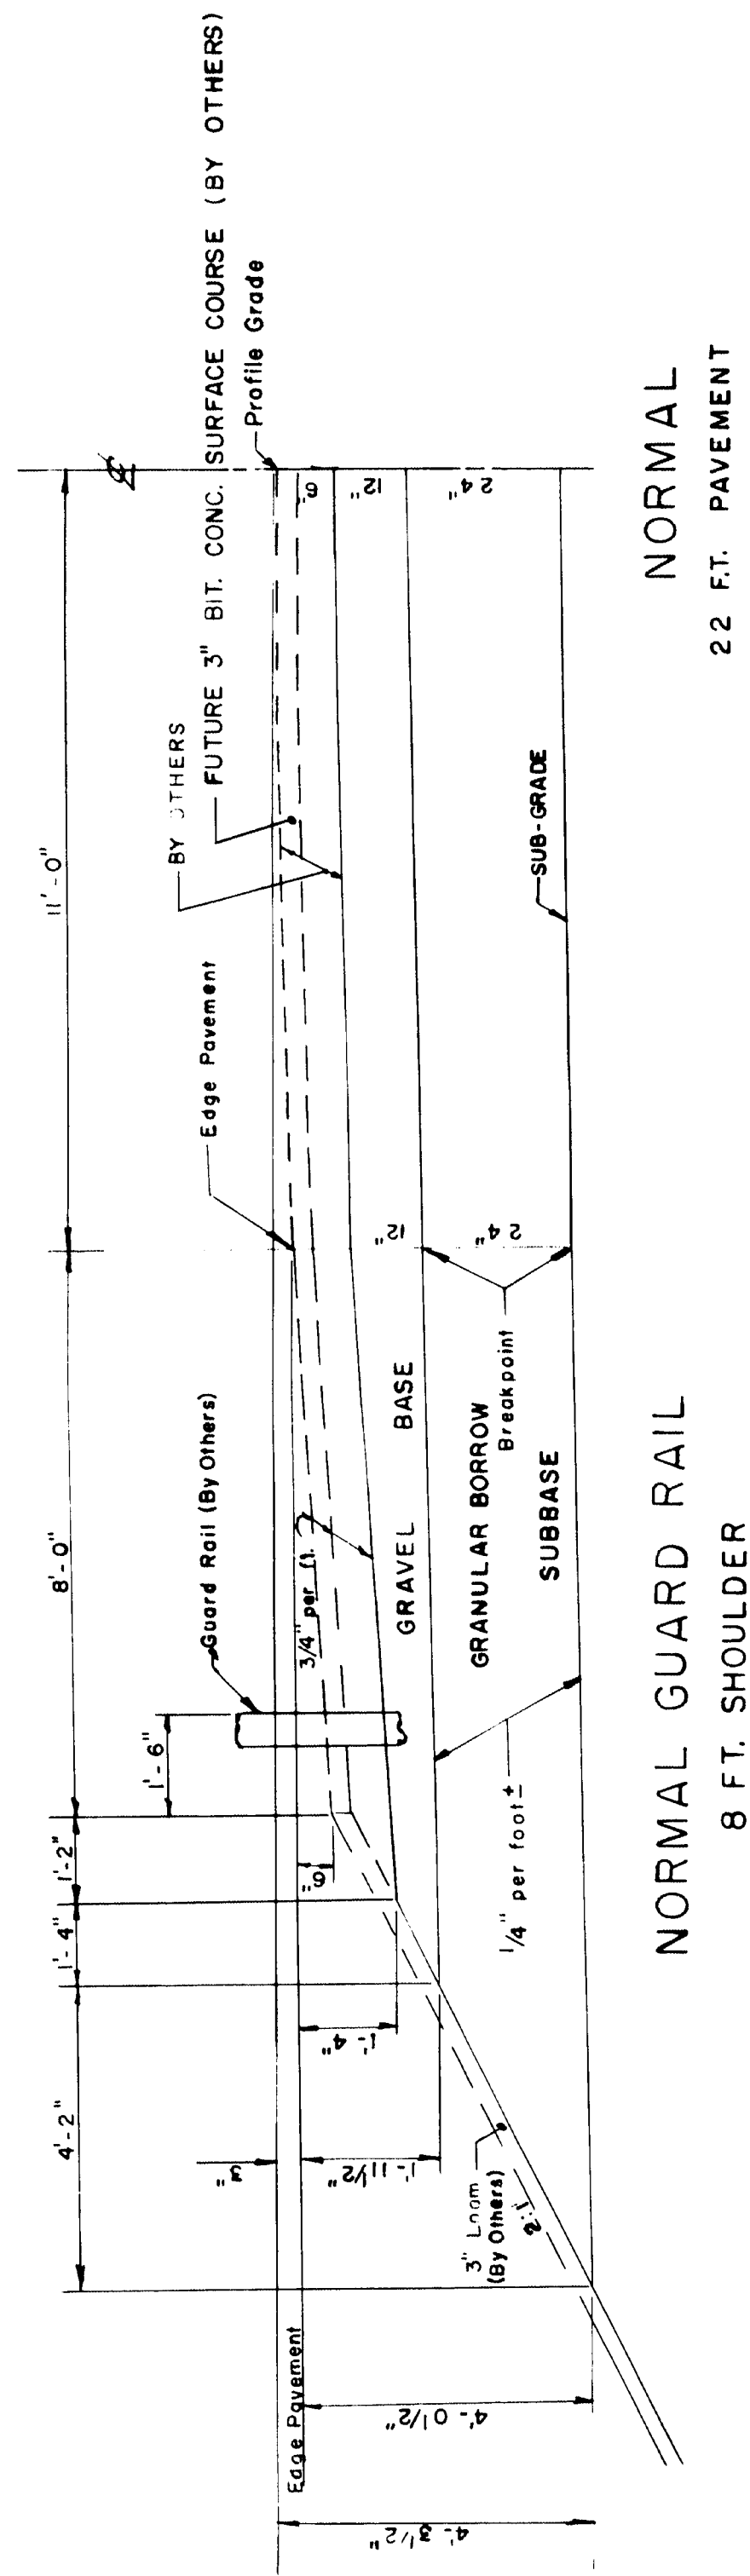 11'-0"
8'-0"
1'-2"
1'-4"
4'-2"
1'-6"
℄
FUTURE 3" BIT. CONC. SURFACE COURSE (BY OTHERS)
Profile Grade
BY OTHERS
Edge Pavement
Guard Rail (By Others)
3/4" per ft.
6"
12"
24"
12"
24"
GRAVEL BASE
GRANULAR BORROW
Breakpoint
SUBBASE
SUB-GRADE
1/4" per foot±
6"
1'-4"
1'-11 1/2"
3"
3" Loam
(By Others)
2:1
Edge Pavement
4'-0 1/2"
4'-3 1/2"
NORMAL
22 F.T. PAVEMENT
NORMAL GUARD RAIL
8 FT. SHOULDER